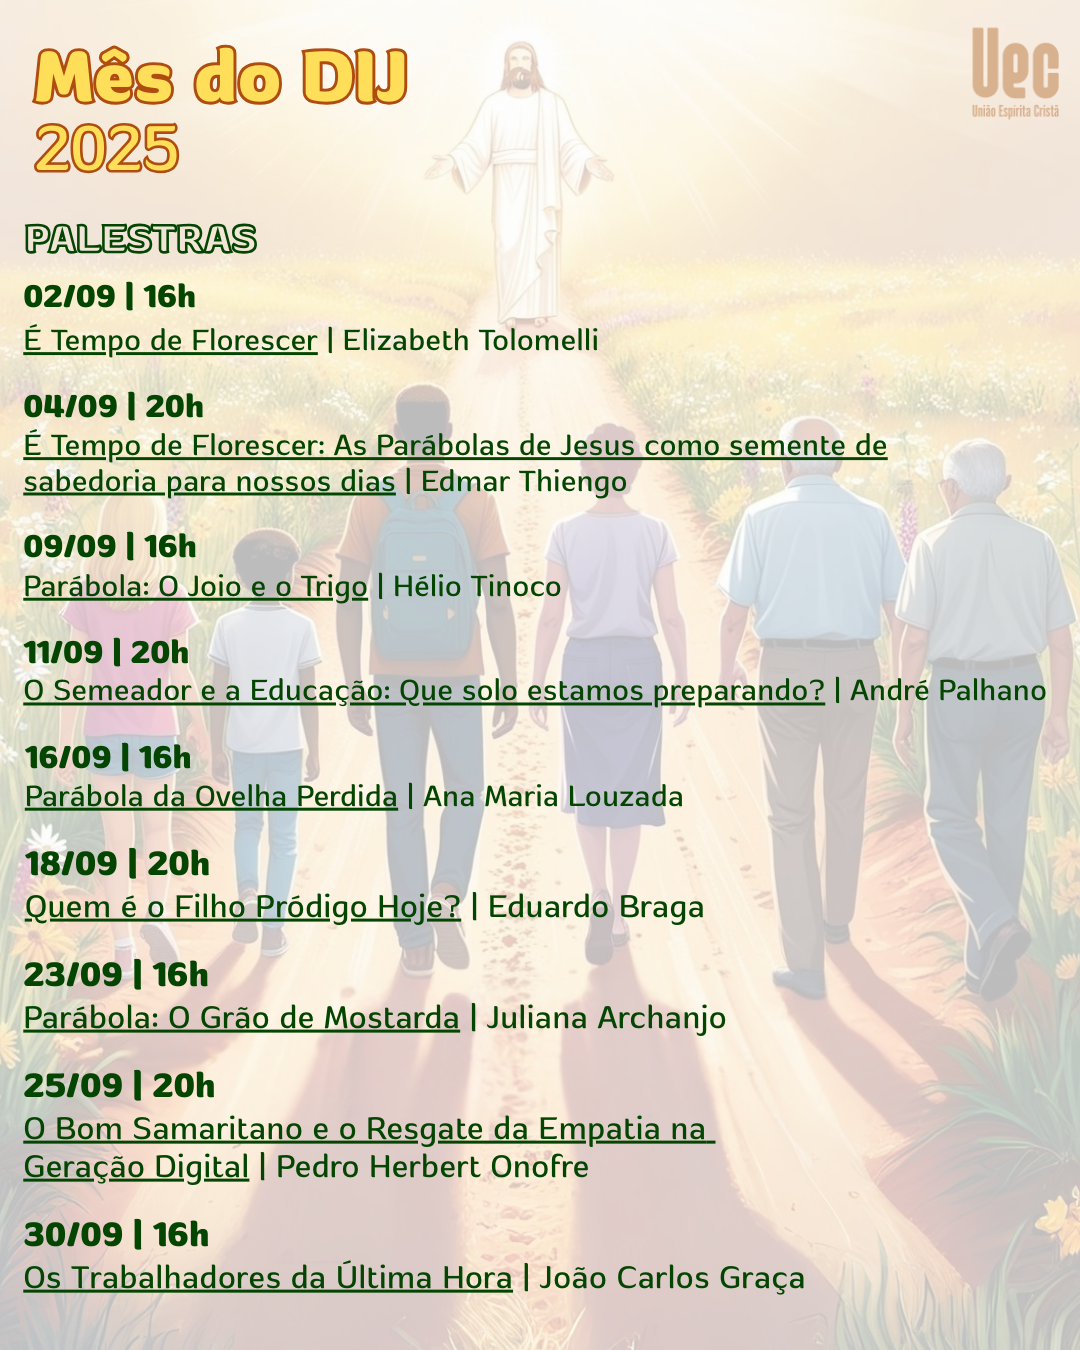 Mês do DIJ
2025
Uec
União Espírita Cristã
PALESTRAS
02/09 | 16h
É Tempo de Florescer | Elizabeth Tolomelli
04/09 | 20h
É Tempo de Florescer: As Parábolas de Jesus como semente de
sabedoria para nossos dias | Edmar Thiengo
09/09 | 16h
Parábola: O Joio e o Trigo | Hélio Tinoco
11/09 | 20h
O Semeador e a Educação: Que solo estamos preparando? | André Palhano
16/09 | 16h
Parábola da Ovelha Perdida | Ana Maria Louzada
18/09 | 20h
Quem é o Filho Pródigo Hoje? | Eduardo Braga
23/09 | 16h
Parábola: O Grão de Mostarda | Juliana Archanjo
25/09 | 20h
O Bom Samaritano e o Resgate da Empatia na
Geração Digital | Pedro Herbert Onofre
30/09 | 16h
Os Trabalhadores da Última Hora | João Carlos Graça